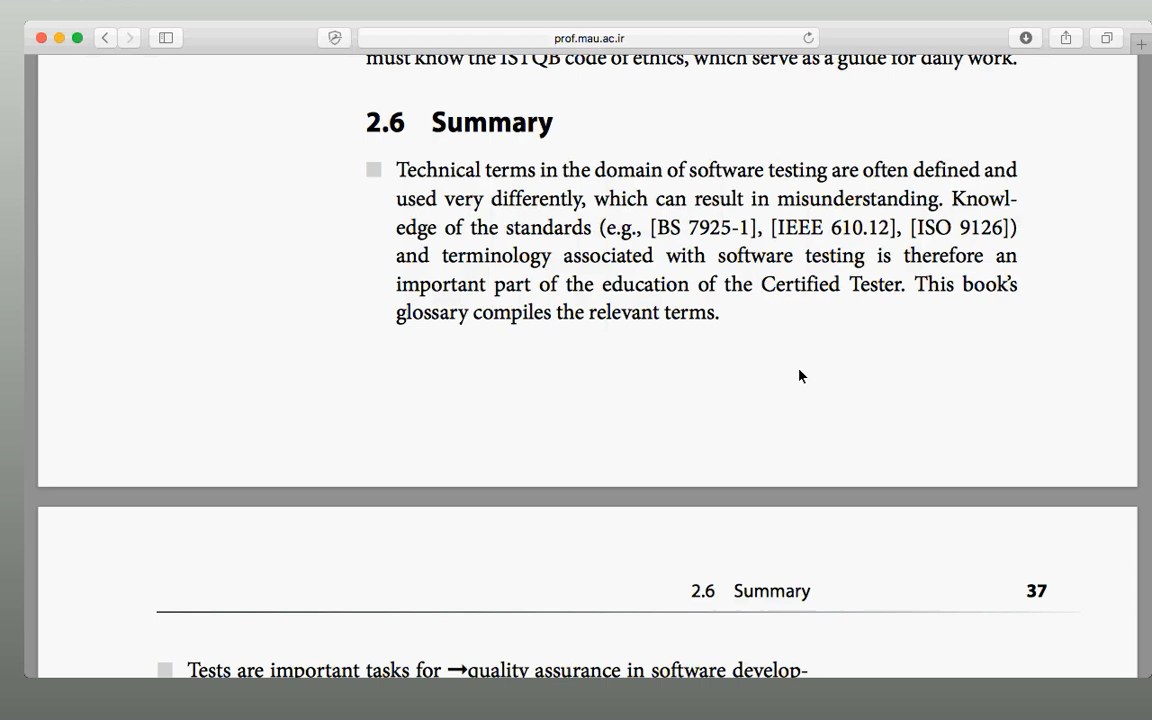 prof.mau.ac.ir
must know the ISTQB code of ethics, which serve as a guide for daily work.
2.6 Summary
Technical terms in the domain of software testing are often defined and
used very differently, which can result in misunderstanding. Knowl-
edge of the standards (e.g., [BS 7925-1], [IEEE 610.12], [ISO 9126])
and terminology associated with software testing is therefore an
important part of the education of the Certified Tester. This book’s
glossary compiles the relevant terms.
2.6 Summary 37
Tests are important tasks for →quality assurance in software develop-